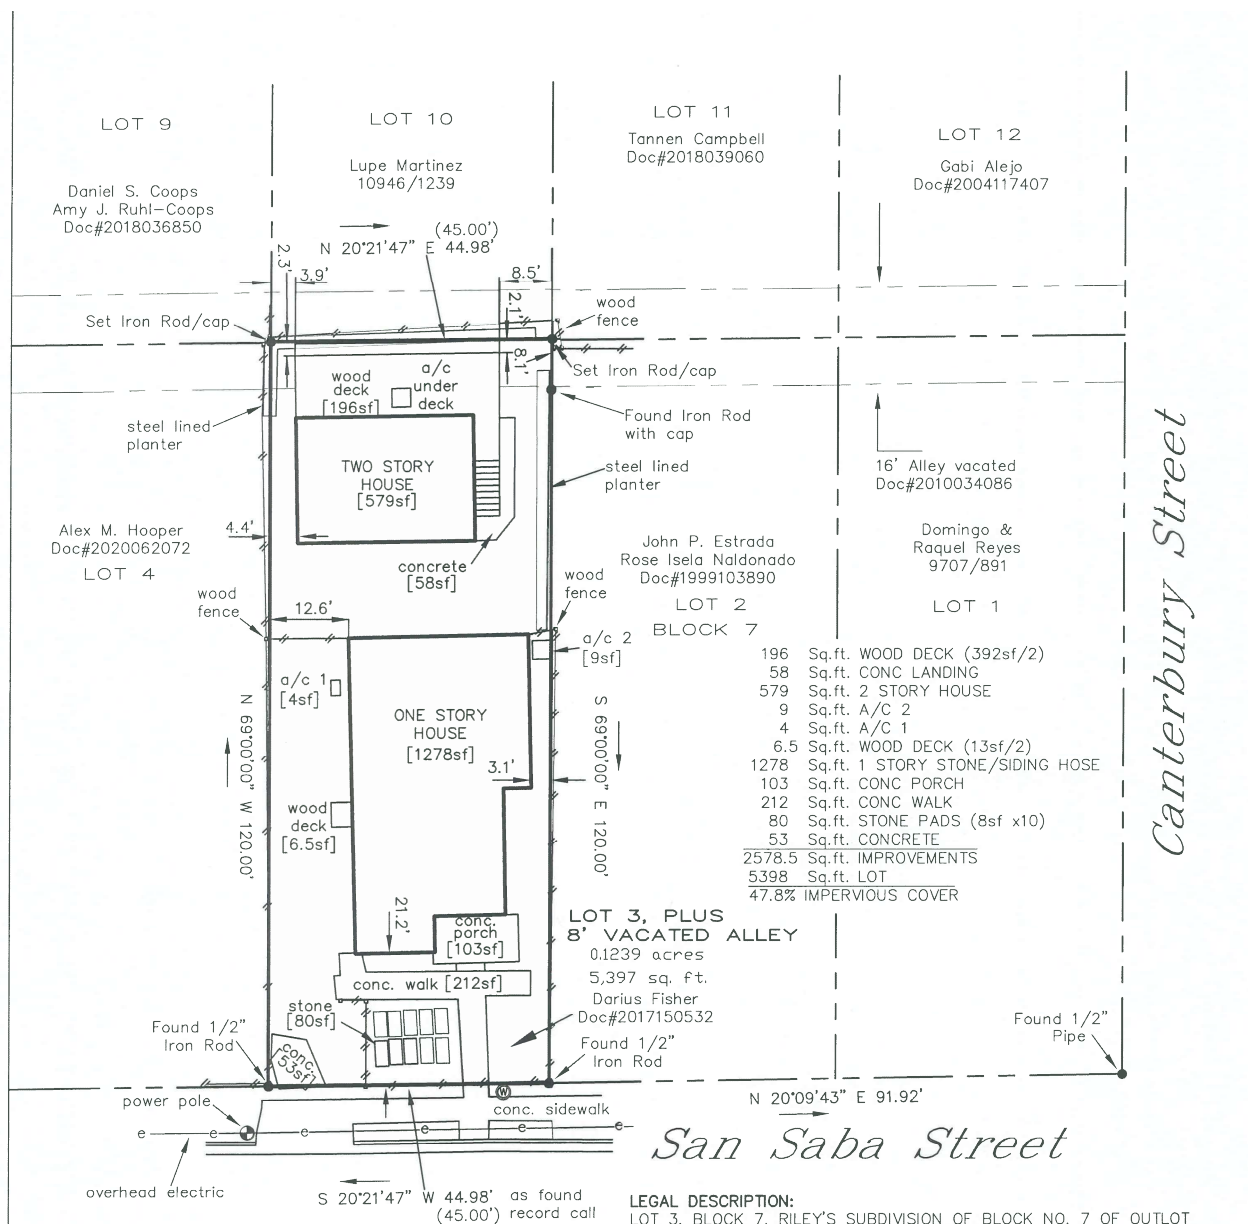 LOT 9
LOT 10
LOT 11
LOT 12
Daniel S. Coops
Amy J. Ruhl-Coops
Doc#2018036850
Lupe Martinez
10946/1239
Tannen Campbell
Doc#2018039060
Gabi Alejo
Doc#2004117407
(45.00')
N 20°21'47" E 44.98'
2.3'
3.9'
8.5'
2.1'
8.1'
wood
fence
Set Iron Rod/cap
Set Iron Rod/cap
wood
deck
[196sf]
a/c
under
deck
steel lined
planter
Found Iron Rod
with cap
steel lined
planter
16' Alley vacated
Doc#2010034086
TWO STORY
HOUSE
[579sf]
4.4'
Alex M. Hooper
Doc#2020062072
LOT 4
concrete
[58sf]
John P. Estrada
Rose Isela Naldonado
Doc#1999103890
LOT 2
BLOCK 7
Domingo &
Raquel Reyes
9707/891
LOT 1
Canterbury Street
wood
fence
12.6'
wood
fence
a/c 2
[9sf]
a/c 1
[4sf]
N 69°00'00" W 120.00'
S 69°00'00" E 120.00'
ONE STORY
HOUSE
[1278sf]
3.1'
wood
deck
[6.5sf]
21.2'
196 Sq.ft. WOOD DECK (392sf/2)
58 Sq.ft. CONC LANDING
579 Sq.ft. 2 STORY HOUSE
9 Sq.ft. A/C 2
4 Sq.ft. A/C 1
6.5 Sq.ft. WOOD DECK (13sf/2)
1278 Sq.ft. 1 STORY STONE/SIDING HOSE
103 Sq.ft. CONC PORCH
212 Sq.ft. CONC WALK
80 Sq.ft. STONE PADS (8sf x10)
53 Sq.ft. CONCRETE
2578.5 Sq.ft. IMPROVEMENTS
5398 Sq.ft. LOT
47.8% IMPERVIOUS COVER
conc.
porch
[103sf]
conc. walk [212sf]
LOT 3, PLUS
8' VACATED ALLEY
0.1239 acres
5,397 sq. ft.
Darius Fisher
Doc#2017150532
stone
[80sf]
conc.
[53sf]
Found 1/2"
Iron Rod
Found 1/2"
Iron Rod
Found 1/2"
Pipe
N 20°09'43" E 91.92'
power pole
W
conc. sidewalk
e e e e e
San Saba Street
overhead electric
S 20°21'47" W 44.98' as found
(45.00') record call
LEGAL DESCRIPTION:
LOT 3, BLOCK 7, RILEY'S SUBDIVISION OF BLOCK NO. 7 OF OUTLOT